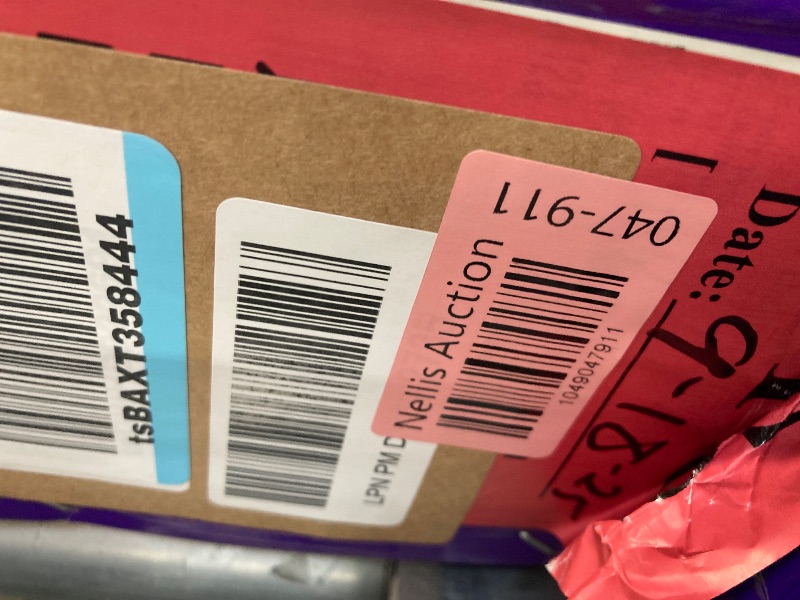 tsBAXT358444
LPN PM D
Nellis Auction
1049047911
047-911
Date: 9-18-25